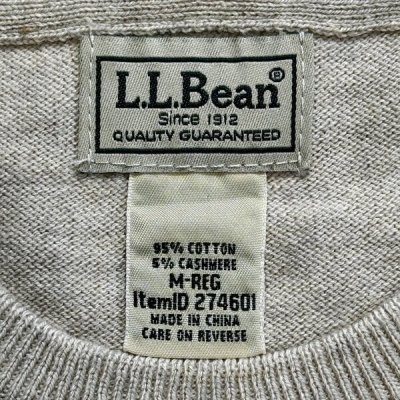 L.L.Bean®
Since 1912
QUALITY GUARANTEED
95% COTTON
5% CASHMERE
M-REG
ItemID 274601
MADE IN CHINA
CARE ON REVERSE